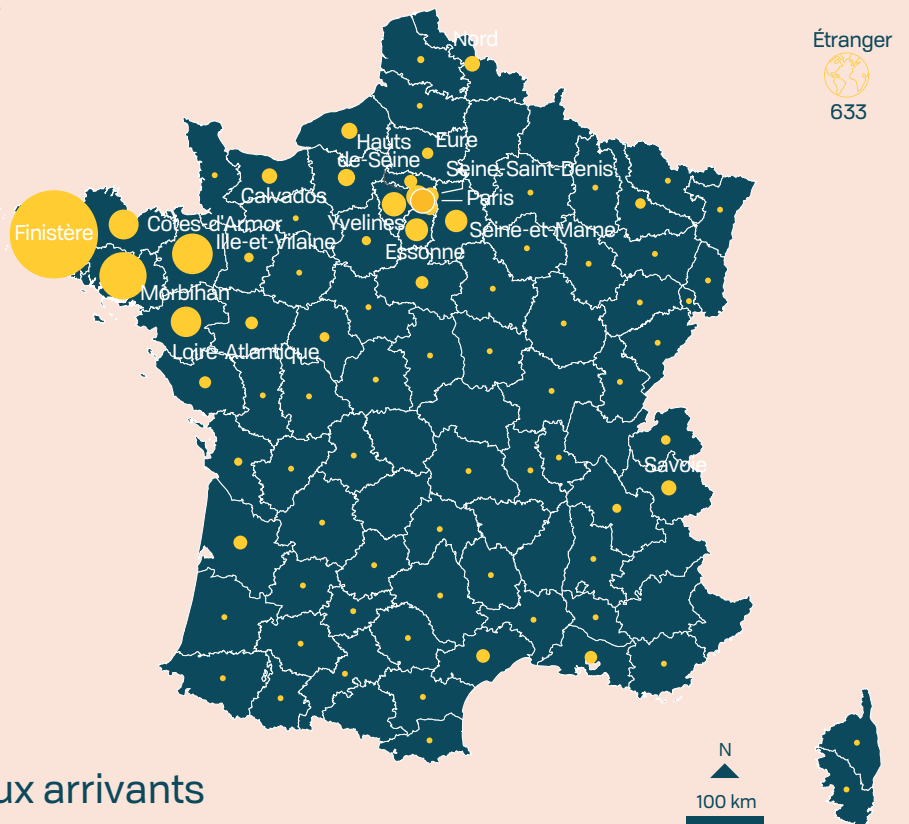 Nord
Étranger
633
Hauts
de-Seine
Eure
Seine-Saint-Denis
Calvados
Paris
Finistère
Côtes-d'Armor
Yvelines
Seine-et-Marne
Ille-et-Vilaine
Essonne
Morbihan
Loire-Atlantique
Savoie
N
100 km
ux arrivants